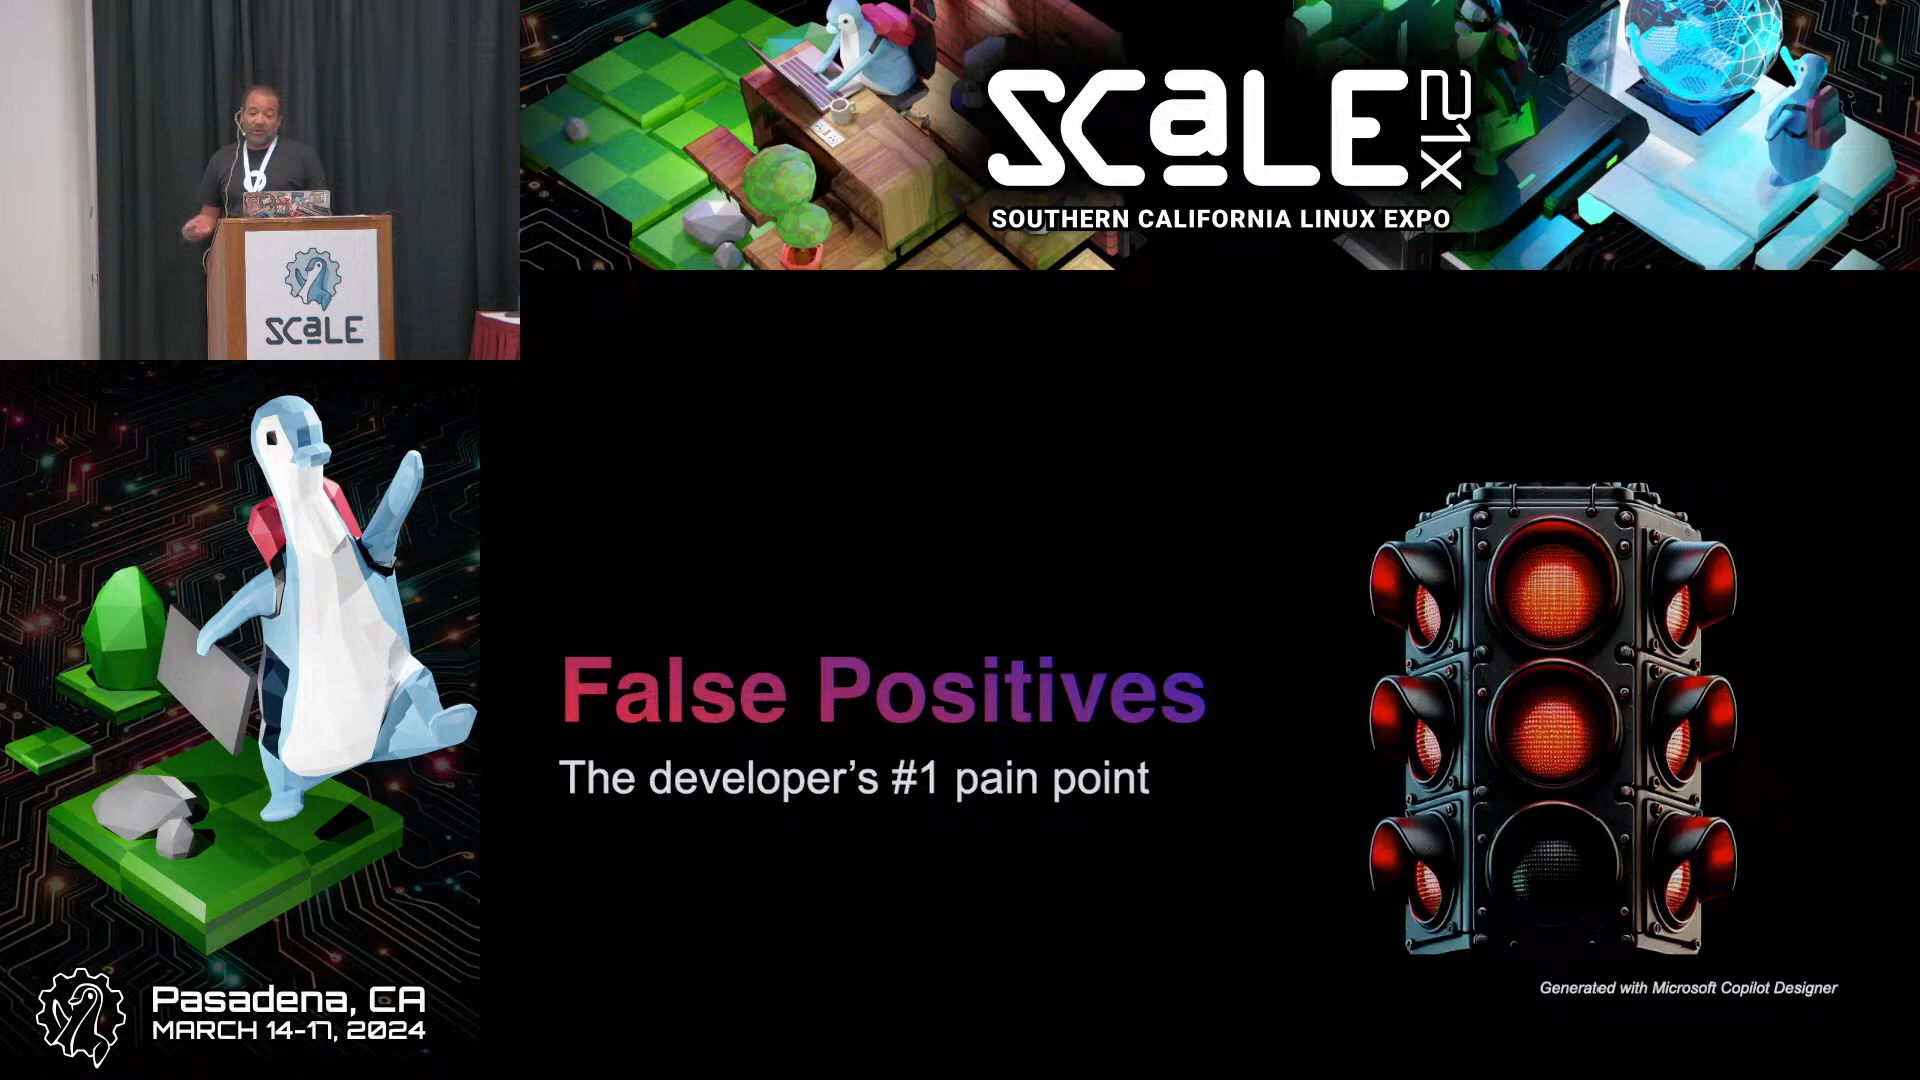 SCaLE 21X
SOUTHERN CALIFORNIA LINUX EXPO
SCaLE
False Positives
The developer's #1 pain point
Generated with Microsoft Copilot Designer
Pasadena, CA
MARCH 14-17, 2024